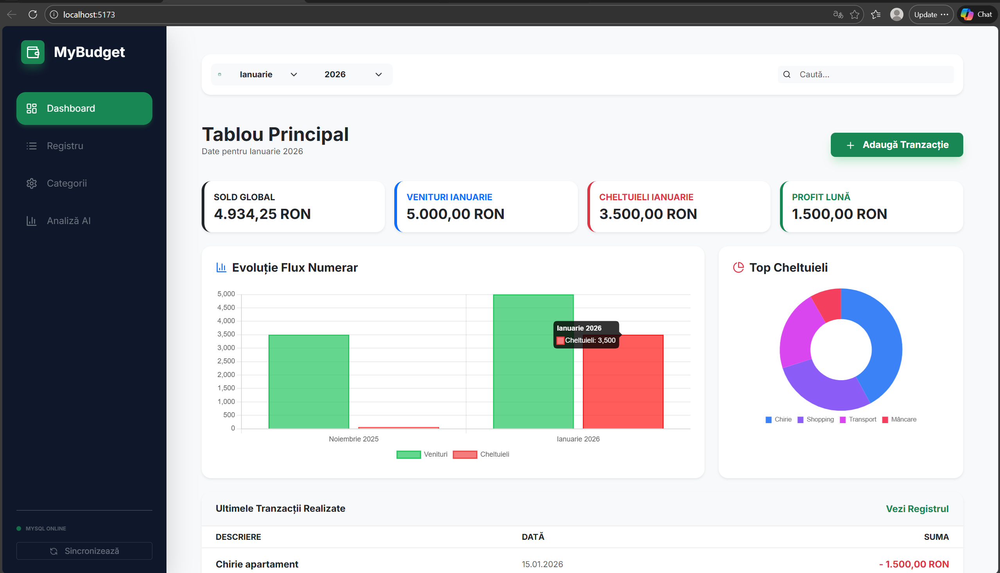 localhost:5173
Update
Chat
MyBudget
Dashboard
Registru
Categorii
Analiză AI
MYSQL ONLINE
Sincronizează
Ianuarie
2026
Caută...
Tablou Principal
Date pentru Ianuarie 2026
+ Adaugă Tranzacție
SOLD GLOBAL
4.934,25 RON
VENITURI IANUARIE
5.000,00 RON
CHELTUIELI IANUARIE
3.500,00 RON
PROFIT LUNĂ
1.500,00 RON
Evoluție Flux Numerar
5,000
4,500
4,000
3,500
3,000
2,500
2,000
1,500
1,000
500
0
Ianuarie 2026
Cheltuieli: 3,500
Noiembrie 2025
Ianuarie 2026
Venituri
Cheltuieli
Top Cheltuieli
Chirie Shopping Transport Mâncare
Ultimele Tranzacții Realizate
Vezi Registrul
DESCRIERE DATĂ SUMA
Chirie apartament 15.01.2026 - 1.500,00 RON